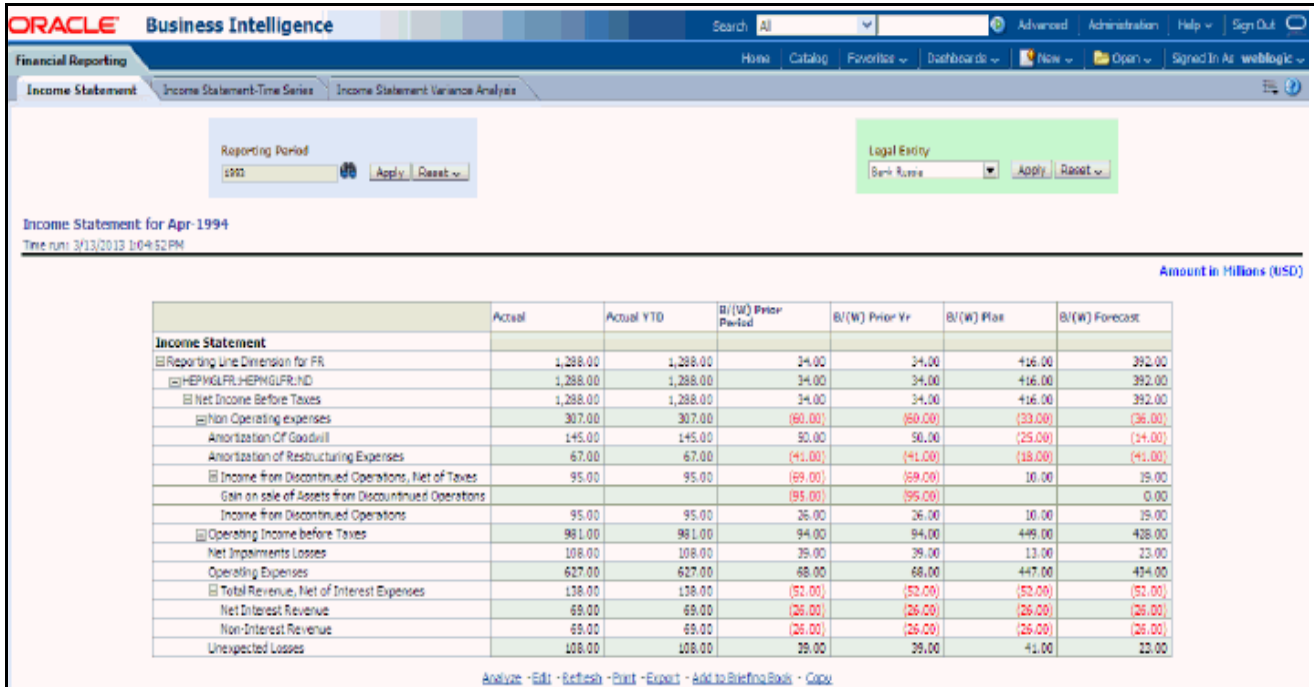 ORACLE Business Intelligence Search All Advanced Administration Help Sign Out
Financial Reporting Home Catalog Favorites Dashboards New Open Signed In As weblogic
Income Statement Income Statement-Time Series Income Statement Variance Analysis
Reporting Period Legal Entity
Apply Reset Bank Russia Apply Reset
Income Statement for Apr-1994
Time run: 3/13/2013 1:04:52 PM
Amount in Millions (USD)
Actual Actual YTD B/(W) Prior Period B/(W) Prior Yr B/(W) Plan B/(W) Forecast
Income Statement
Reporting Line Dimension for FR 1,288.00 1,288.00 34.00 34.00 416.00 392.00
HEPMGLFR:HEPMGLFR:ND 1,288.00 1,288.00 34.00 34.00 416.00 392.00
Net Income Before Taxes 1,288.00 1,288.00 34.00 34.00 416.00 392.00
Non Operating expenses 307.00 307.00 (60.00) (60.00) (33.00) (36.00)
Amortization Of Goodwill 145.00 145.00 50.00 50.00 (25.00) (14.00)
Amortization of Restructuring Expenses 67.00 67.00 (41.00) (41.00) (18.00) (41.00)
Income from Discontinued Operations, Net of Taxes 95.00 95.00 (69.00) (69.00) 10.00 19.00
Gain on sale of Assets from Discountinued Operations (95.00) (95.00) 0.00
Income from Discontinued Operations 95.00 95.00 26.00 26.00 10.00 19.00
Operating Income before Taxes 981.00 981.00 94.00 94.00 449.00 428.00
Net Impairments Losses 108.00 108.00 39.00 39.00 13.00 23.00
Operating Expenses 627.00 627.00 68.00 68.00 447.00 434.00
Total Revenue, Net of Interest Expenses 138.00 138.00 (52.00) (52.00) (52.00) (52.00)
Net Interest Revenue 69.00 69.00 (26.00) (26.00) (26.00) (26.00)
Non-Interest Revenue 69.00 69.00 (26.00) (26.00) (26.00) (26.00)
Unexpected Losses 108.00 108.00 39.00 39.00 41.00 23.00
Analyze - Edit - Refresh - Print - Export - Add to Briefing Book - Copy